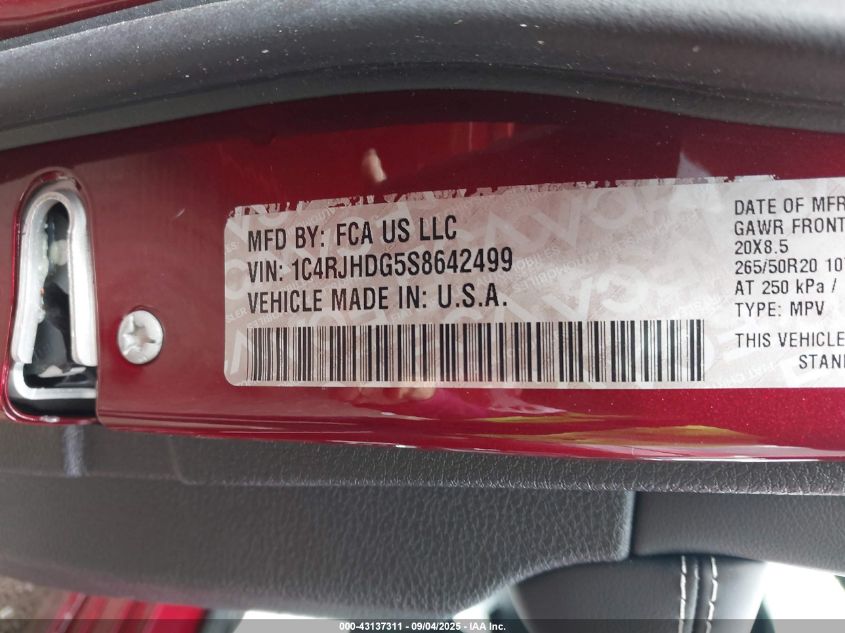 MFD BY: FCA US LLC
VIN: 1C4RJHDG5S8642499
VEHICLE MADE IN: U.S.A.
DATE OF MFR
GAWR FRONT
20X8.5
265/50R20 10
AT 250 kPa /
TYPE: MPV
THIS VEHICLE
STAN
000-43137311 - 09/04/2025 - IAA Inc.